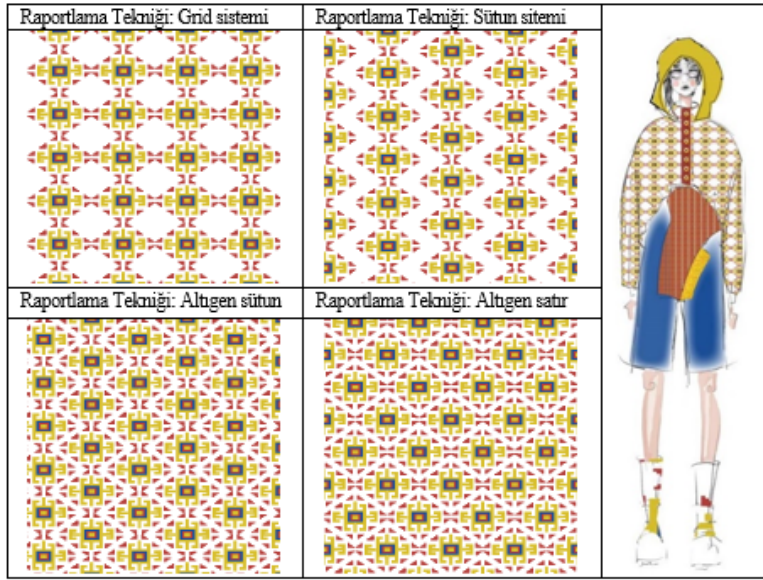 Raportlama Tekniği: Grid sistemi
Raportlama Tekniği: Sütun sitemi
Raportlama Tekniği: Altıgen sütun
Raportlama Tekniği: Altıgen satır